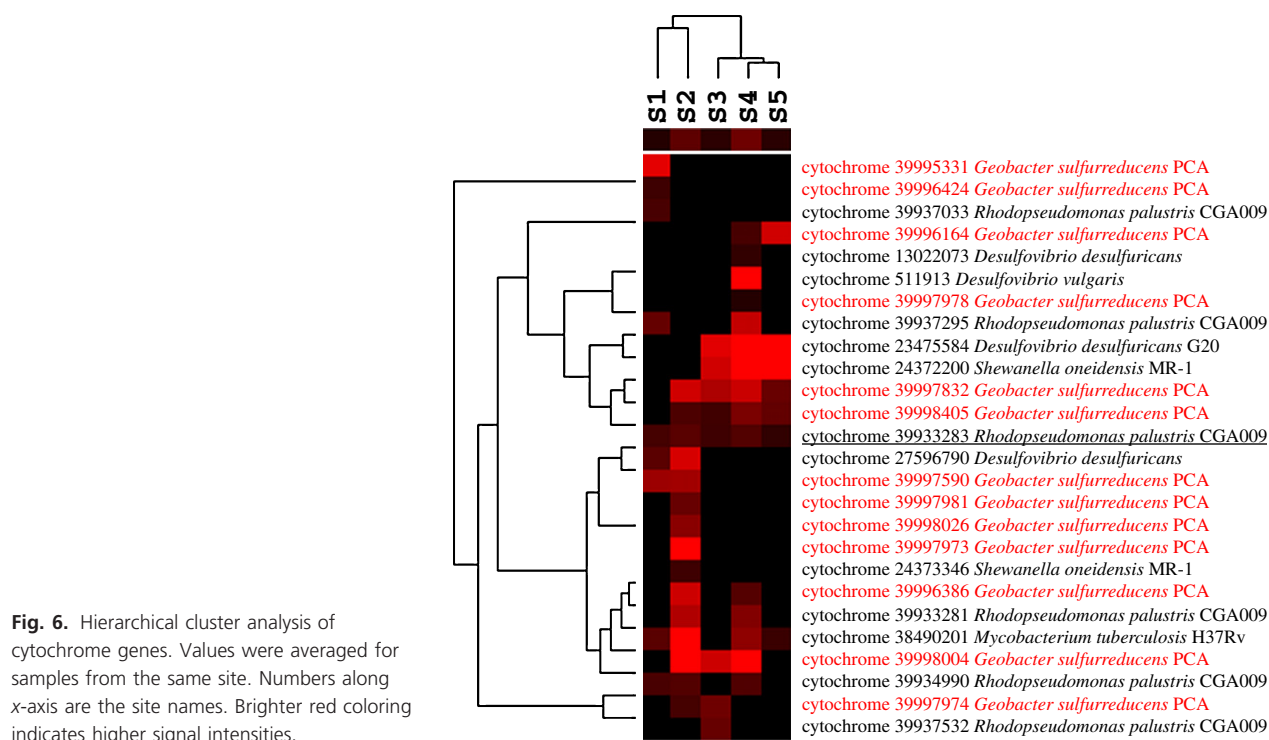 S1 S2 S3 S4 S5
cytochrome 39995331 Geobacter sulfurreducens PCA
cytochrome 39996424 Geobacter sulfurreducens PCA
cytochrome 39937033 Rhodopseudomonas palustris CGA009
cytochrome 39996164 Geobacter sulfurreducens PCA
cytochrome 13022073 Desulfovibrio desulfuricans
cytochrome 511913 Desulfovibrio vulgaris
cytochrome 39997978 Geobacter sulfurreducens PCA
cytochrome 39937295 Rhodopseudomonas palustris CGA009
cytochrome 23475584 Desulfovibrio desulfuricans G20
cytochrome 24372200 Shewanella oneidensis MR-1
cytochrome 39997832 Geobacter sulfurreducens PCA
cytochrome 39998405 Geobacter sulfurreducens PCA
cytochrome 39933283 Rhodopseudomonas palustris CGA009
cytochrome 27596790 Desulfovibrio desulfuricans
cytochrome 39997590 Geobacter sulfurreducens PCA
cytochrome 39997981 Geobacter sulfurreducens PCA
cytochrome 39998026 Geobacter sulfurreducens PCA
cytochrome 39997973 Geobacter sulfurreducens PCA
cytochrome 24373346 Shewanella oneidensis MR-1
cytochrome 39996386 Geobacter sulfurreducens PCA
cytochrome 39933281 Rhodopseudomonas palustris CGA009
cytochrome 38490201 Mycobacterium tuberculosis H37Rv
cytochrome 39998004 Geobacter sulfurreducens PCA
cytochrome 39934990 Rhodopseudomonas palustris CGA009
cytochrome 39997974 Geobacter sulfurreducens PCA
cytochrome 39937532 Rhodopseudomonas palustris CGA009
Fig. 6. Hierarchical cluster analysis of
cytochrome genes. Values were averaged for
samples from the same site. Numbers along
x-axis are the site names. Brighter red coloring
indicates higher signal intensities.